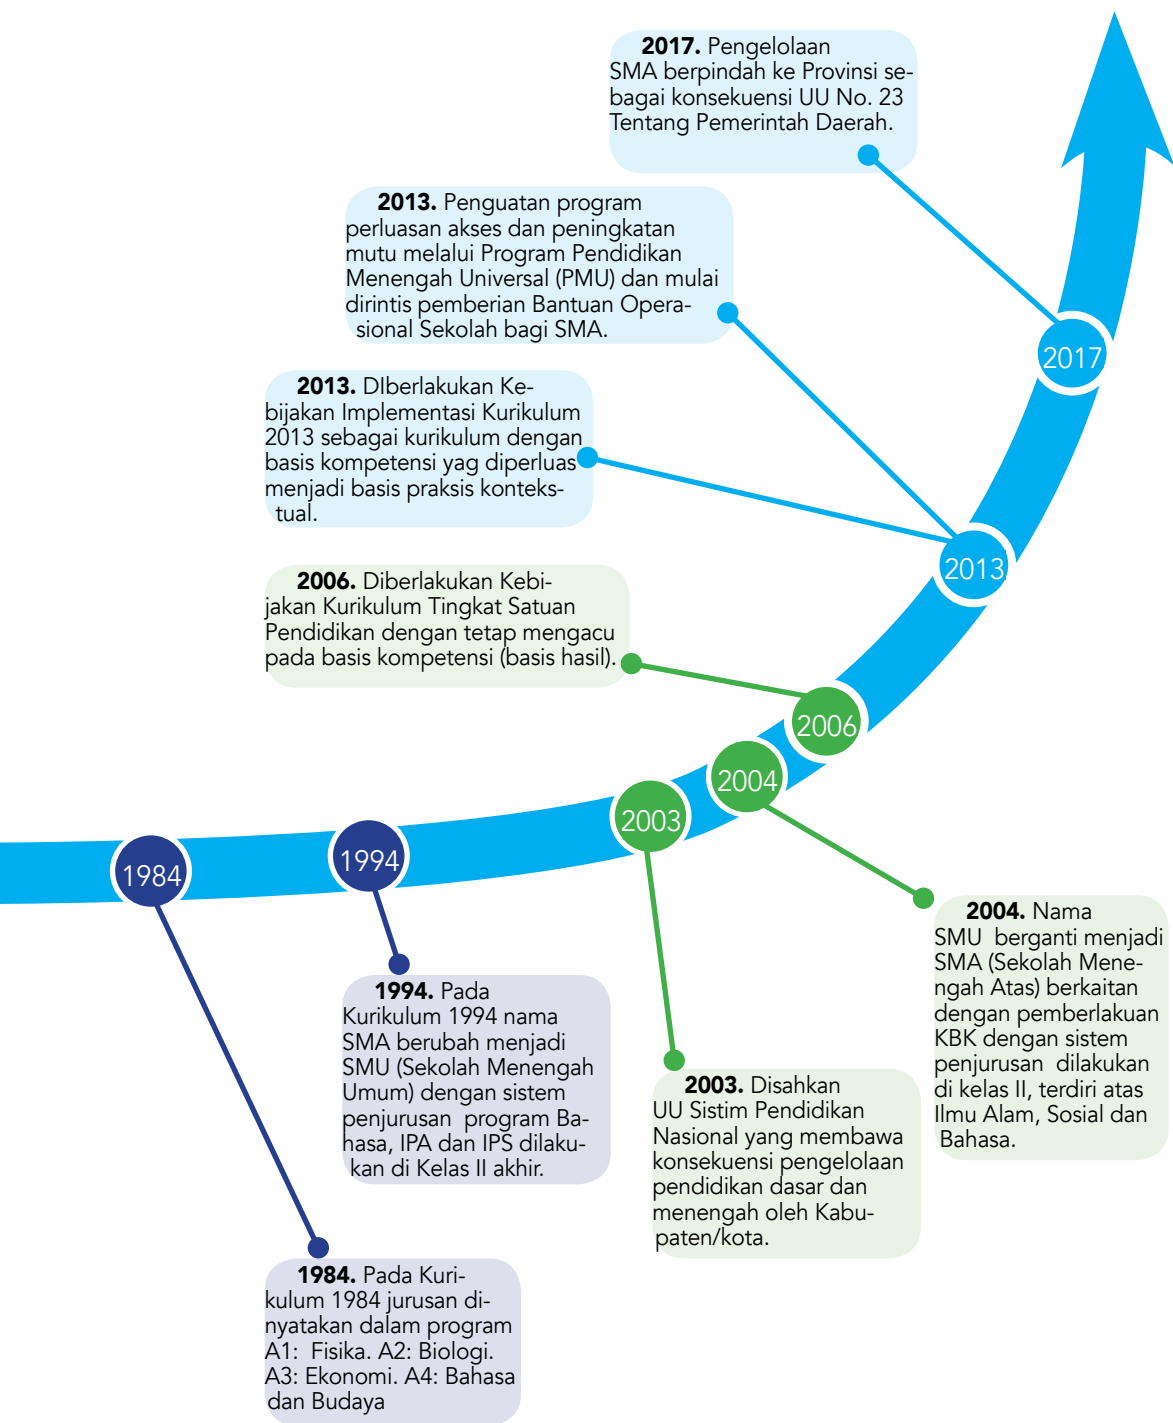 2017. Pengelolaan
SMA berpindah ke Provinsi se-
bagai konsekuensi UU No. 23
Tentang Pemerintah Daerah.
2013. Penguatan program
perluasan akses dan peningkatan
mutu melalui Program Pendidikan
Menengah Universal (PMU) dan mulai
dirintis pemberian Bantuan Opera-
sional Sekolah bagi SMA.
2017
2013. DIberlakukan Ke-
bijakan Implementasi Kurikulum
2013 sebagai kurikulum dengan
basis kompetensi yag diperluas
menjadi basis praksis konteks-
tual.
2013
2006. Diberlakukan Kebi-
jakan Kurikulum Tingkat Satuan
Pendidikan dengan tetap mengacu
pada basis kompetensi (basis hasil).
2006
2004
2003
1994
1984
2004. Nama
SMU berganti menjadi
SMA (Sekolah Mene-
ngah Atas) berkaitan
dengan pemberlakuan
KBK dengan sistem
penjurusan dilakukan
di kelas II, terdiri atas
Ilmu Alam, Sosial dan
Bahasa.
1994. Pada
Kurikulum 1994 nama
SMA berubah menjadi
SMU (Sekolah Menengah
Umum) dengan sistem
penjurusan program Ba-
hasa, IPA dan IPS dilaku-
kan di Kelas II akhir.
2003. Disahkan
UU Sistim Pendidikan
Nasional yang membawa
konsekuensi pengelolaan
pendidikan dasar dan
menengah oleh Kabu-
paten/kota.
1984. Pada Kuri-
kulum 1984 jurusan di-
nyatakan dalam program
A1: Fisika. A2: Biologi.
A3: Ekonomi. A4: Bahasa
dan Budaya